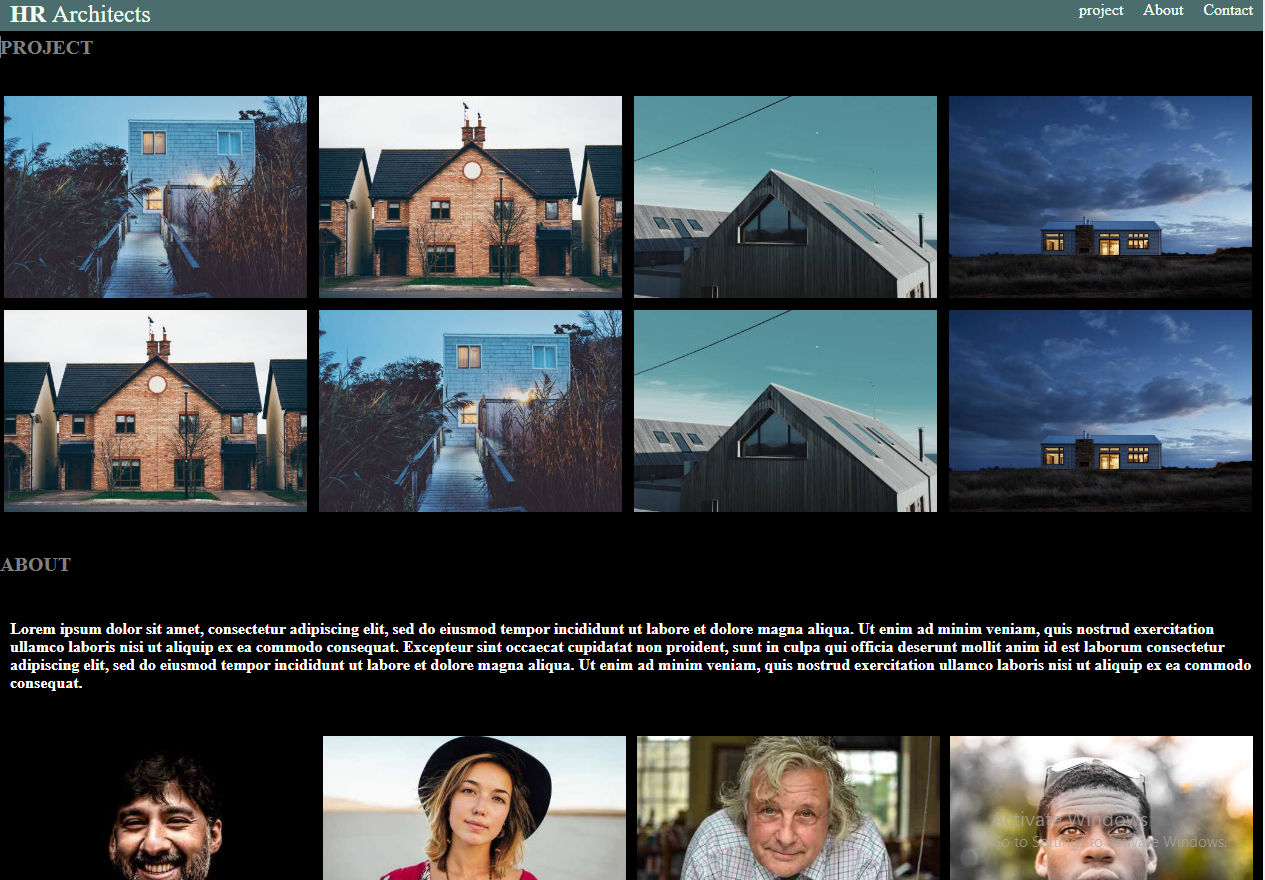 HR Architects
project About Contact
PROJECT
ABOUT
Lorem ipsum dolor sit amet, consectetur adipiscing elit, sed do eiusmod tempor incididunt ut labore et dolore magna aliqua. Ut enim ad minim veniam, quis nostrud exercitation
ullamco laboris nisi ut aliquip ex ea commodo consequat. Excepteur sint occaecat cupidatat non proident, sunt in culpa qui officia deserunt mollit anim id est laborum consectetur
adipiscing elit, sed do eiusmod tempor incididunt ut labore et dolore magna aliqua. Ut enim ad minim veniam, quis nostrud exercitation ullamco laboris nisi ut aliquip ex ea commodo
consequat.
Activate Windows
Go to Settings to activate Windows.